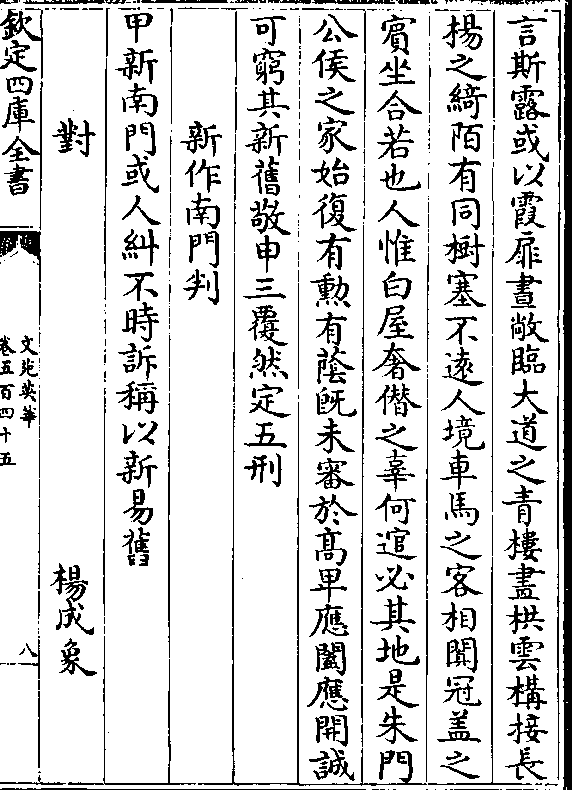 言斯露或以霞扉晝敞臨大道之青樓畫栱雲構接長
楊之綺陌有同樹塞不遠人境車馬之客相聞冠盖之
賔坐合若也人惟白屋奢僭之辜何逭必其地是朱門
公侯之家始復有勲有蔭旣未審於髙甲應闔應開誠
可窮其新舊敬申三覆然定五刑
新作南門判
甲新南門或人糾不時訴稱以新易舊
對
楊成象
欽定四庫全書
文苑英華
卷五百四十五
八